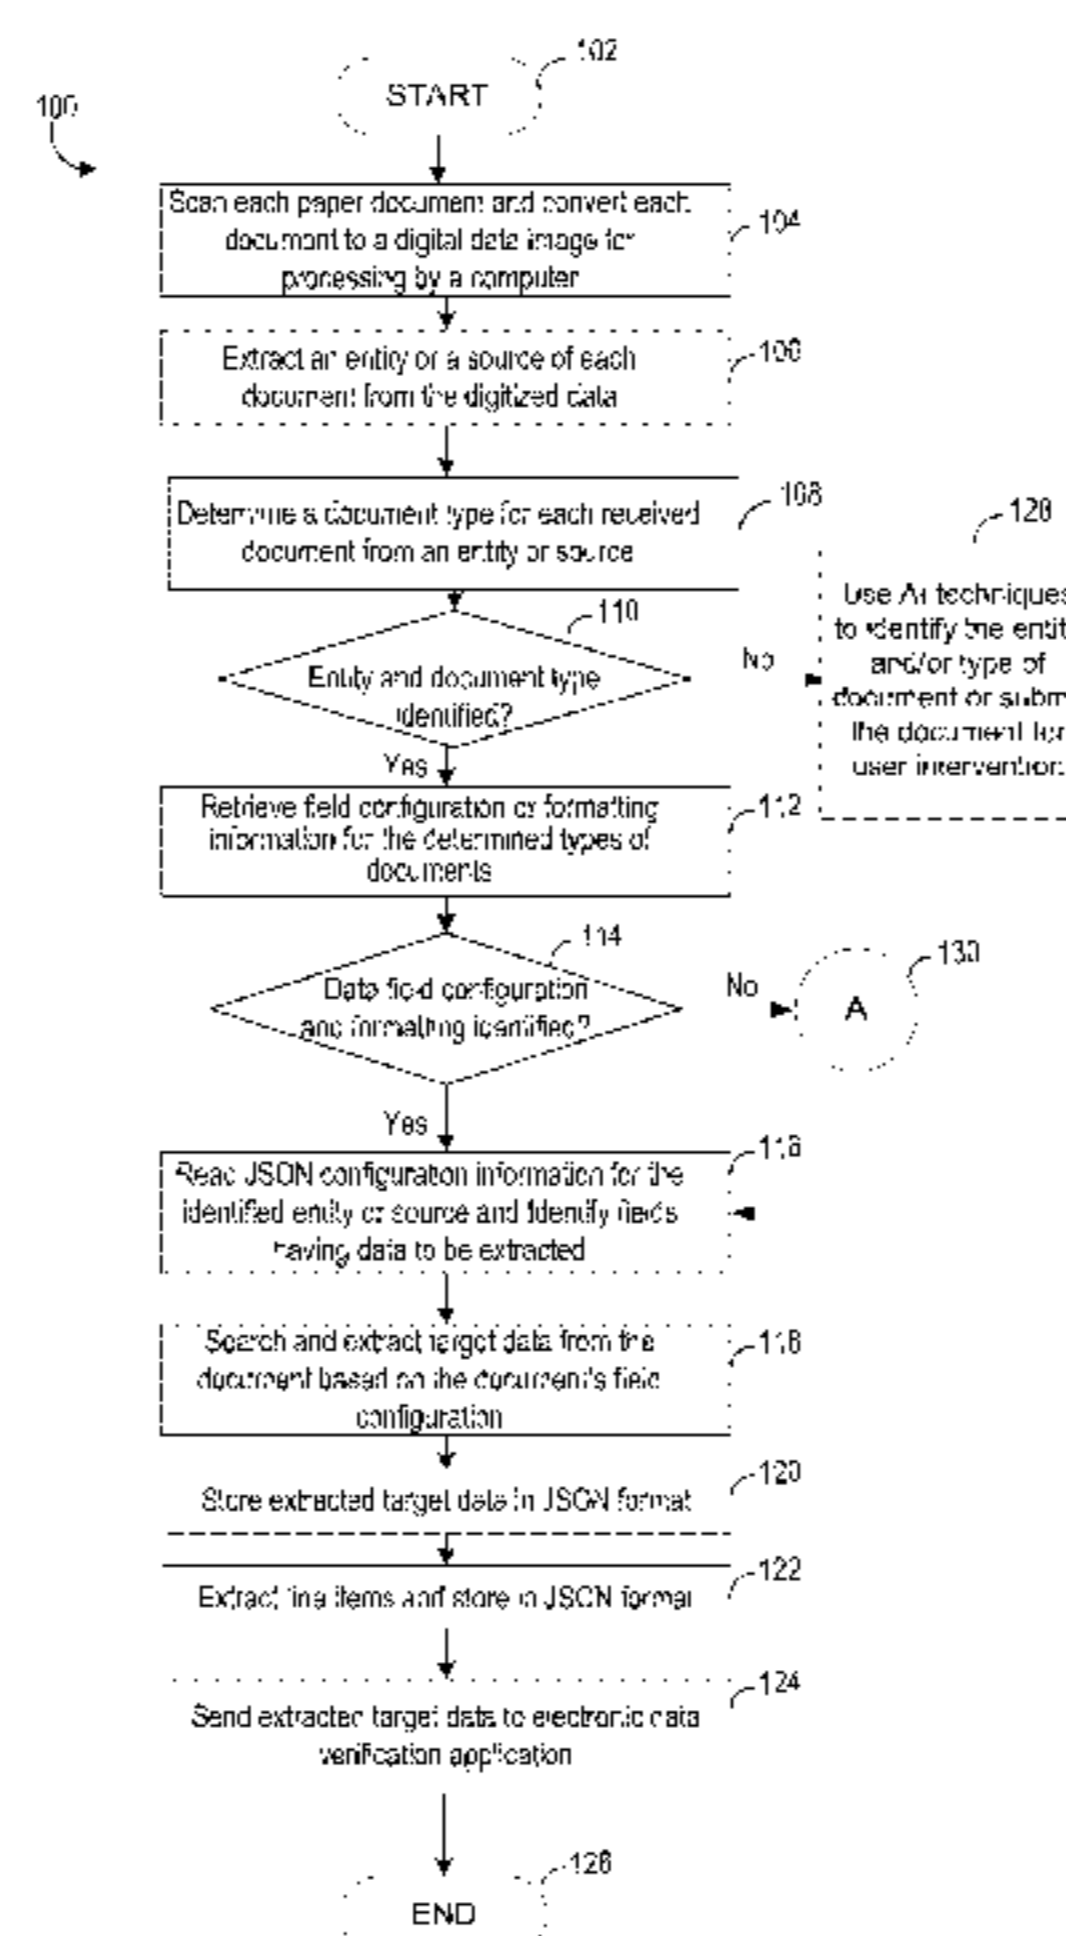 102
START
100
Scan each paper document and convert each
document to a digital data image for
processing by a computer
104
Extract an entity or a source of each
document from the digitized data
106
Determine a document type for each received
document from an entity or source
108
128
Use AI techniques
to identify the entit
and/or type of
document or subm
the document for
user intervention.
110
Entity and document type
identified?
No
Yes
Retrieve field configuration or formatting
information for the determined types of
documents
112
114
Data field configuration
and formatting identified?
No
130
A
Yes
Read JSON configuration information for the
identified entity or source and identify fields
having data to be extracted
116
Search and extract target data from the
document based on the document's field
configuration
118
Store extracted target data in JSON format
120
Extract line items and store in JSON format
122
Send extracted target data to electronic data
verification application
124
126
END